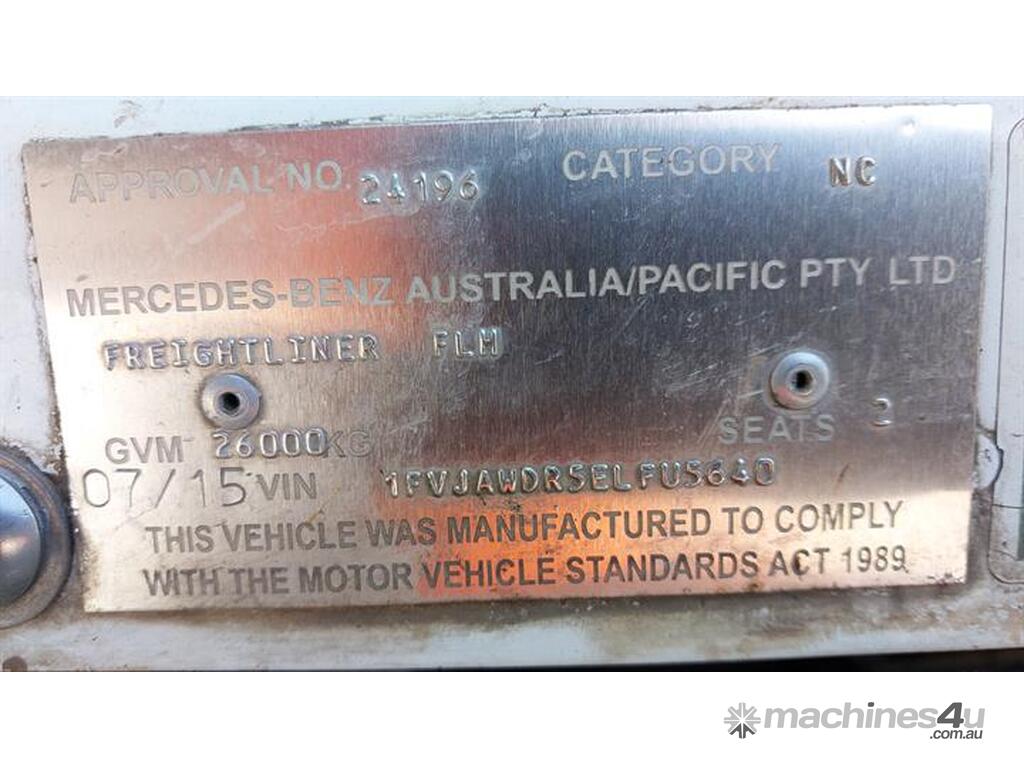 APPROVAL NO. 24196 CATEGORY NC
MERCEDES-BENZ AUSTRALIA/PACIFIC PTY LTD
FREIGHTLINER FLM
GVM 26000KG SEATS 2
07/15 VIN 1FVJAWDR5ELFU5640
THIS VEHICLE WAS MANUFACTURED TO COMPLY
WITH THE MOTOR VEHICLE STANDARDS ACT 1989
machines4u
.com.au